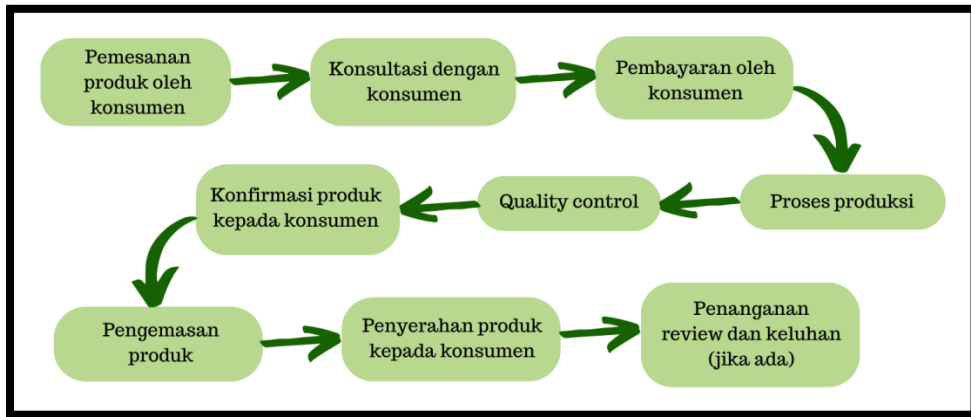 Pemesanan
produk oleh
konsumen
Konsultasi dengan
konsumen
Pembayaran oleh
konsumen
Proses produksi
Quality control
Konfirmasi produk
kepada konsumen
Pengemasan
produk
Penyerahan produk
kepada konsumen
Penanganan
review dan keluhan
(jika ada)